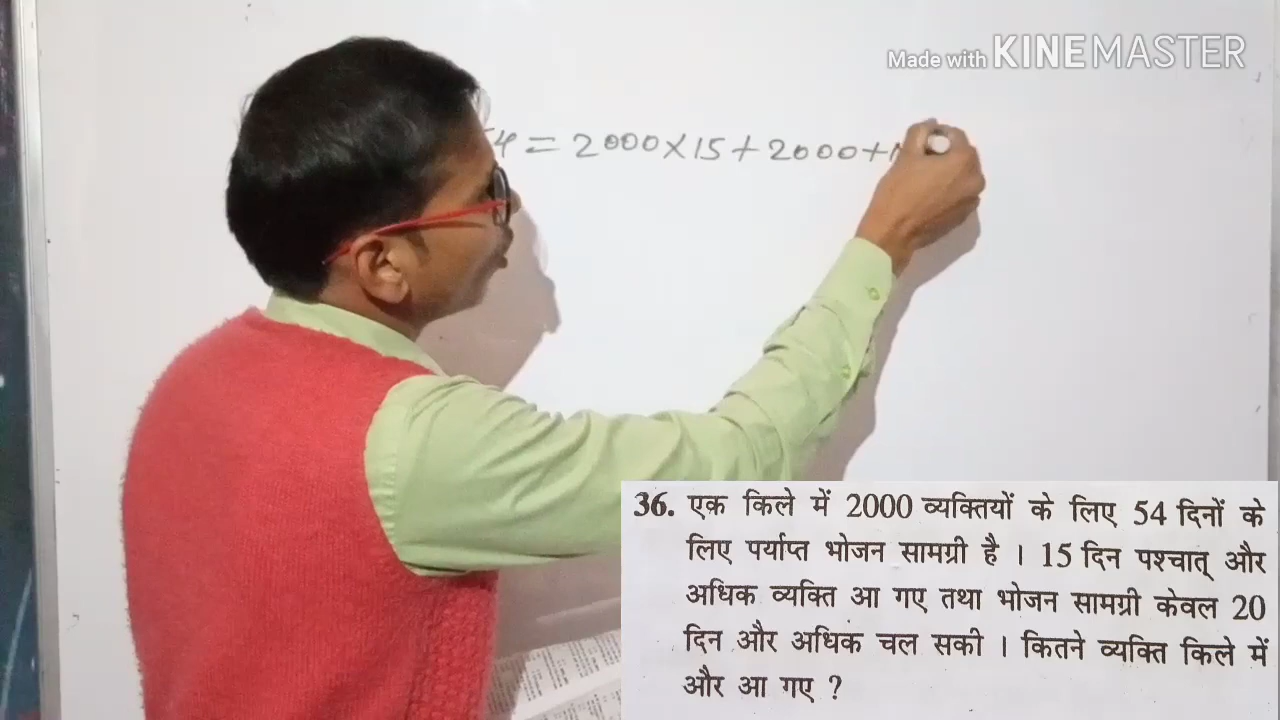 Made with KINEMASTER
54 = 2000×15+2000+
36. एक किले में 2000 व्यक्तियों के लिए 54 दिनों के
लिए पर्याप्त भोजन सामग्री है । 15 दिन पश्चात् और
अधिक व्यक्ति आ गए तथा भोजन सामग्री केवल 20
दिन और अधिक चल सकी । कितने व्यक्ति किले में
और आ गए ?